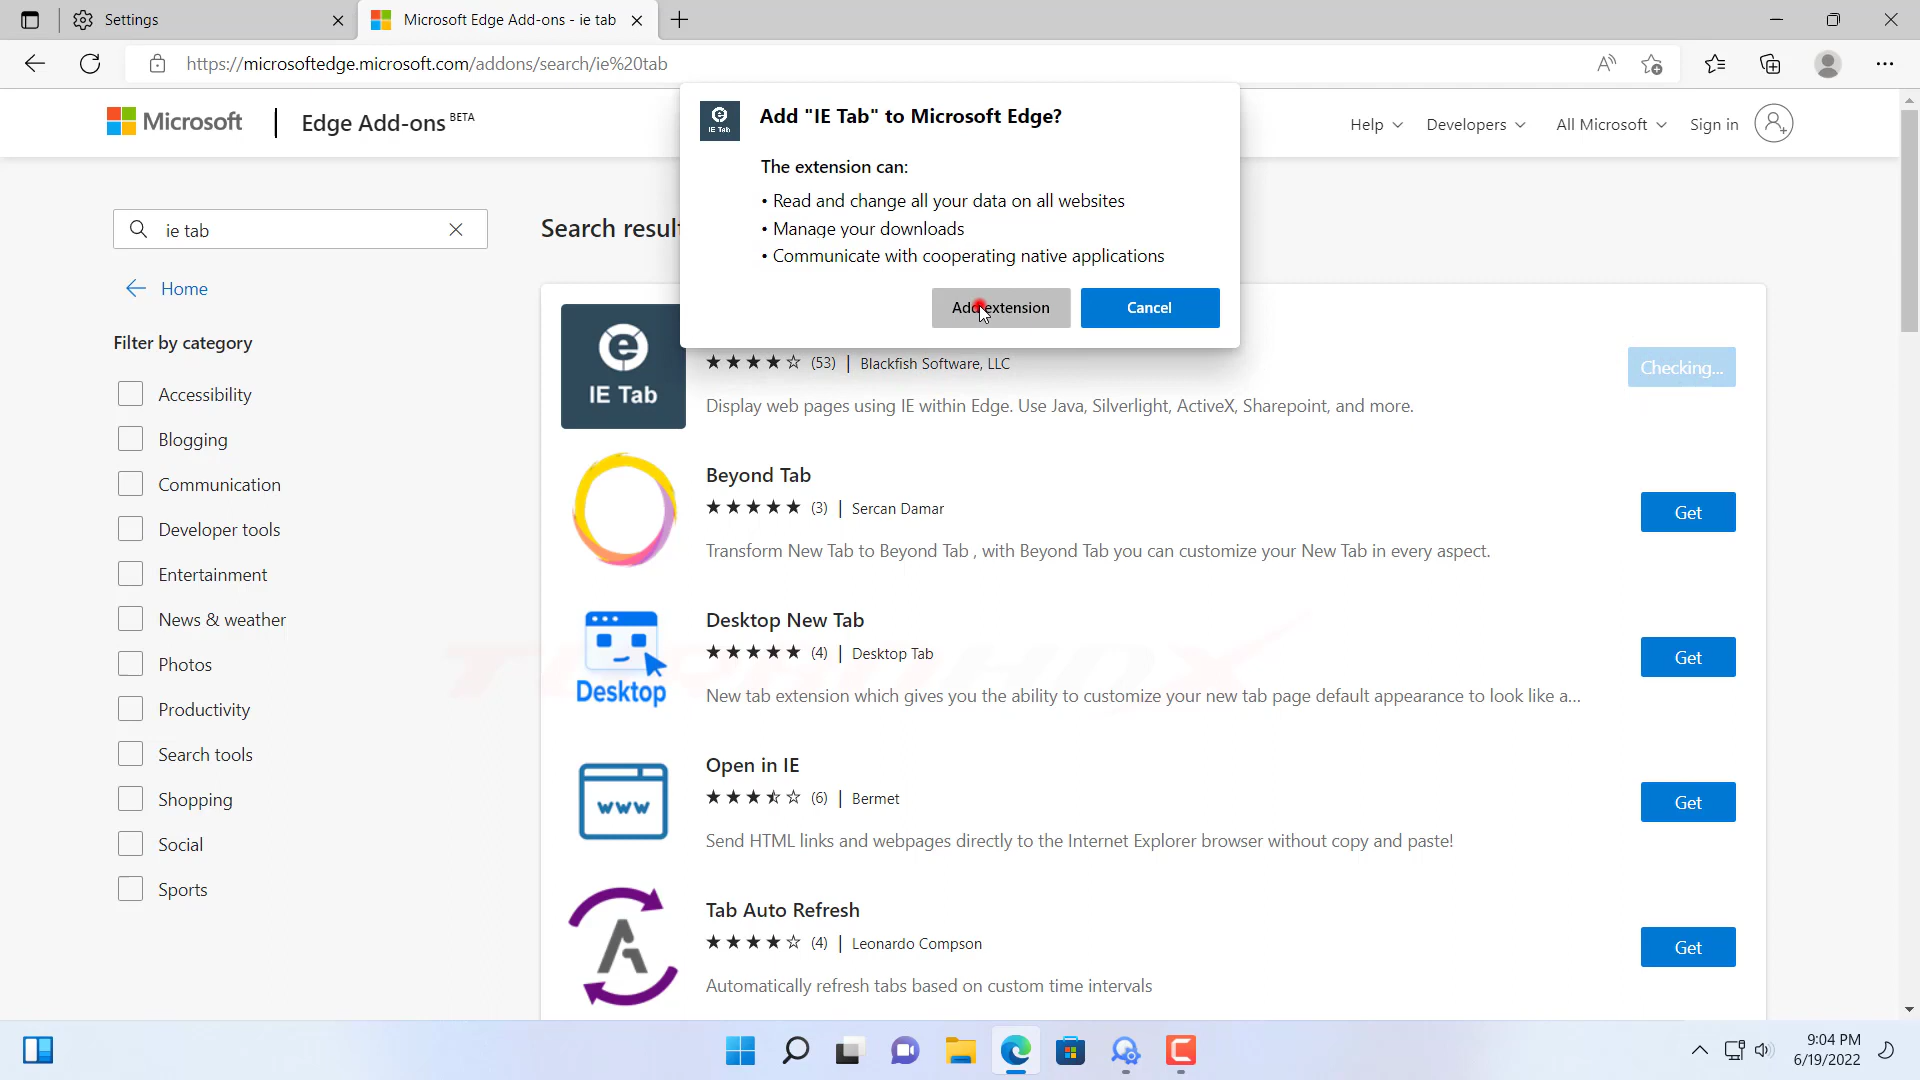 Settings
Microsoft Edge Add-ons - ie tab
https://microsoftedge.microsoft.com/addons/search/ie%20tab
Microsoft
Edge Add-ons BETA
Help
Developers
All Microsoft
Sign in
IE Tab
Add "IE Tab" to Microsoft Edge?
The extension can:
• Read and change all your data on all websites
• Manage your downloads
• Communicate with cooperating native applications
Add extension
Cancel
ie tab
Home
Filter by category
Accessibility
Blogging
Communication
Developer tools
Entertainment
News & weather
Photos
Productivity
Search tools
Shopping
Social
Sports
Search
IE Tab
(53) | Blackfish Software, LLC
Display web pages using IE within Edge. Use Java, Silverlight, ActiveX, Sharepoint, and more.
Checking...
Beyond Tab
(3) | Sercan Damar
Transform New Tab to Beyond Tab , with Beyond Tab you can customize your New Tab in every aspect.
Get
Desktop
Desktop New Tab
(4) | Desktop Tab
New tab extension which gives you the ability to customize your new tab page default appearance to look like a...
Get
www
Open in IE
(6) | Bermet
Send HTML links and webpages directly to the Internet Explorer browser without copy and paste!
Get
Tab Auto Refresh
(4) | Leonardo Compson
Automatically refresh tabs based on custom time intervals
Get
9:04 PM
6/19/2022